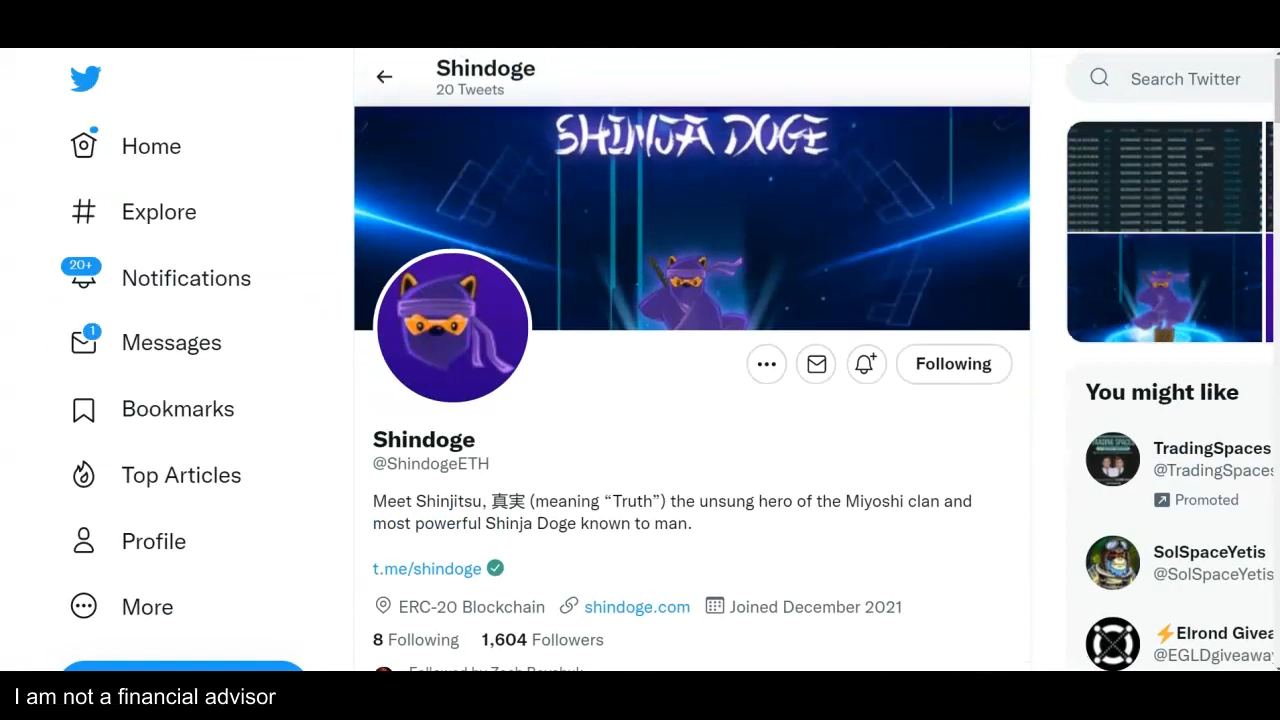 Shindoge
20 Tweets
SHINJA DOGE
Search Twitter
Home
Explore
20+
Notifications
1
Messages
Bookmarks
Top Articles
Profile
More
Following
Shindoge
@ShindogeETH
Meet Shinjitsu, 真実 (meaning “Truth”) the unsung hero of the Miyoshi clan and
most powerful Shinja Doge known to man.
t.me/shindoge
ERC-20 Blockchain shindoge.com Joined December 2021
8 Following 1,604 Followers
You might like
TradingSpaces
@TradingSpaces
Promoted
SolSpaceYetis
@SolSpaceYetis
⚡Elrond
I am not a financial advisor